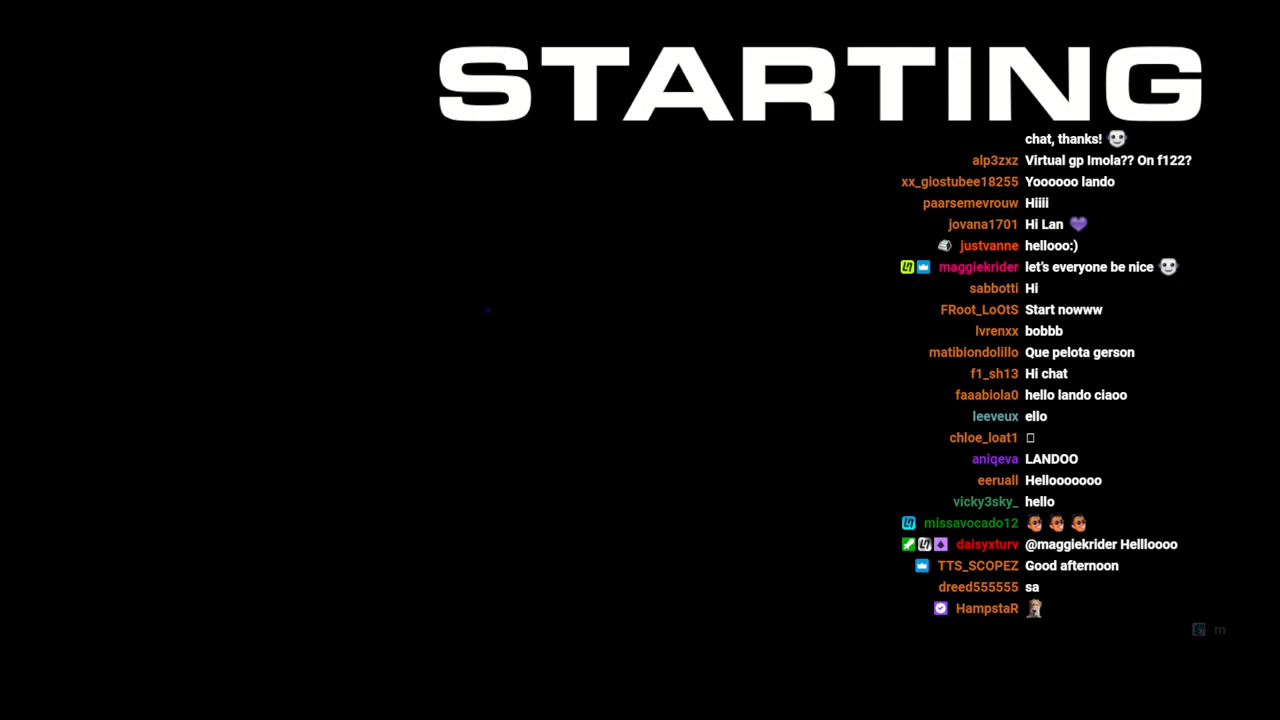 STARTING
chat, thanks!
alp3zxz Virtual gp Imola?? On f122?
xx_giostubee18255 Yoooooo lando
paarsemevrouw Hiiii
jovana1701 Hi Lan
justvanne hellooo:)
maggiekrider let's everyone be nice
sabbotti Hi
FRoot_LoOtS Start nowww
lvrenxx bobbb
matibiondolillo Que pelota gerson
f1_sh13 Hi chat
faaabiola0 hello lando ciaoo
leeveux ello
chloe_loat1
aniqeva LANDOO
eeruall Hellooooooo
vicky3sky_ hello
missavocado12
daisyxturv @maggiekrider Hellloooo
TTS_SCOPEZ Good afternoon
dreed555555 sa
HampstaR
m